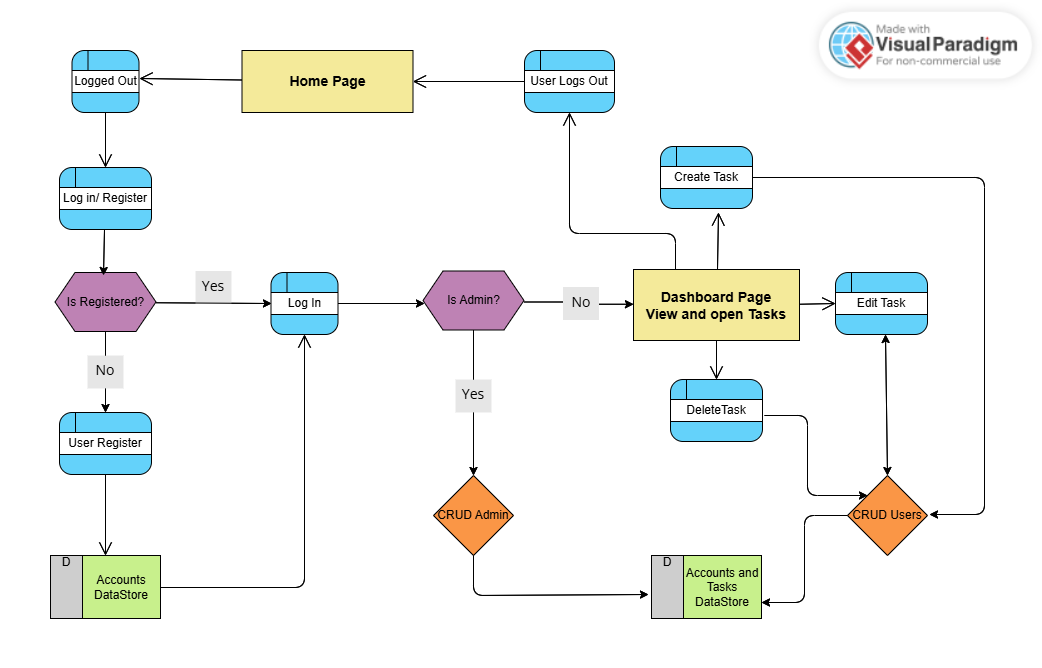 Made with
Visual Paradigm
For non-commercial use
Logged Out
Home Page
User Logs Out
Create Task
Log in/ Register
Is Registered?
Yes
Log In
Is Admin?
No
Dashboard Page
View and open Tasks
Edit Task
No
Yes
DeleteTask
User Register
CRUD Admin
CRUD Users
D
Accounts
DataStore
D
Accounts and
Tasks
DataStore